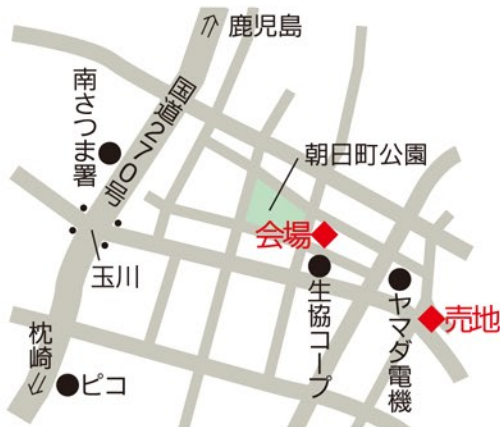 鹿児島
国道270号
南さつま署
朝日町公園
会場
玉川
生協コープ
ヤマダ電機
売地
枕崎
ピコ